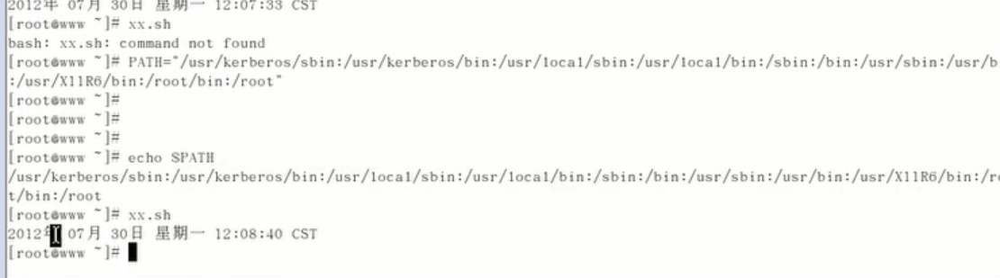 2012年 07月 30日 星期一 12:07:33 CST
[root@www ~]# xx.sh
bash: xx.sh: command not found
[root@www ~]# PATH="/usr/kerberos/sbin:/usr/kerberos/bin:/usr/local/sbin:/usr/local/bin:/sbin:/bin:/usr/sbin:/usr/b
:/usr/X11R6/bin:/root/bin:/root"
[root@www ~]#
[root@www ~]#
[root@www ~]#
[root@www ~]# echo $PATH
/usr/kerberos/sbin:/usr/kerberos/bin:/usr/local/sbin:/usr/local/bin:/sbin:/bin:/usr/sbin:/usr/bin:/usr/X11R6/bin:/r
t/bin:/root
[root@www ~]# xx.sh
2012年 07月 30日 星期一 12:08:40 CST
[root@www ~]#